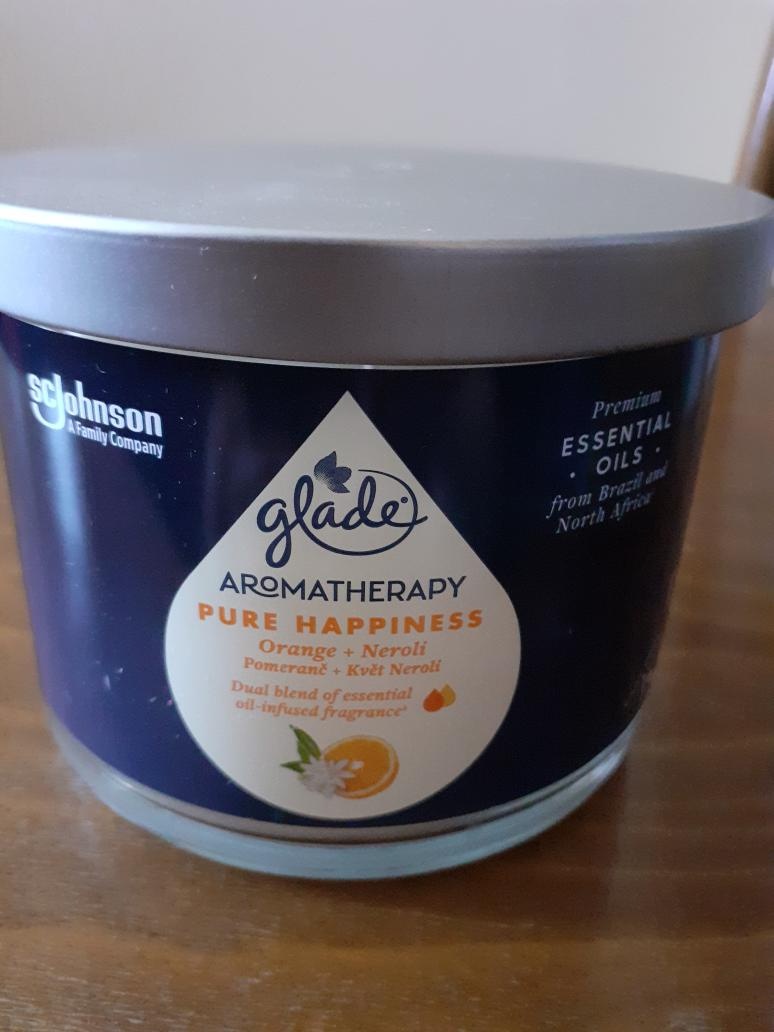 scJohnson
A Family Company
Premium
ESSENTIAL
· OILS ·
from Brazil and
North Africa
glade
AROMATHERAPY
PURE HAPPINESS
Orange + Neroli
Pomeranč + Květ Neroli
Dual blend of essential
oil-infused fragrance